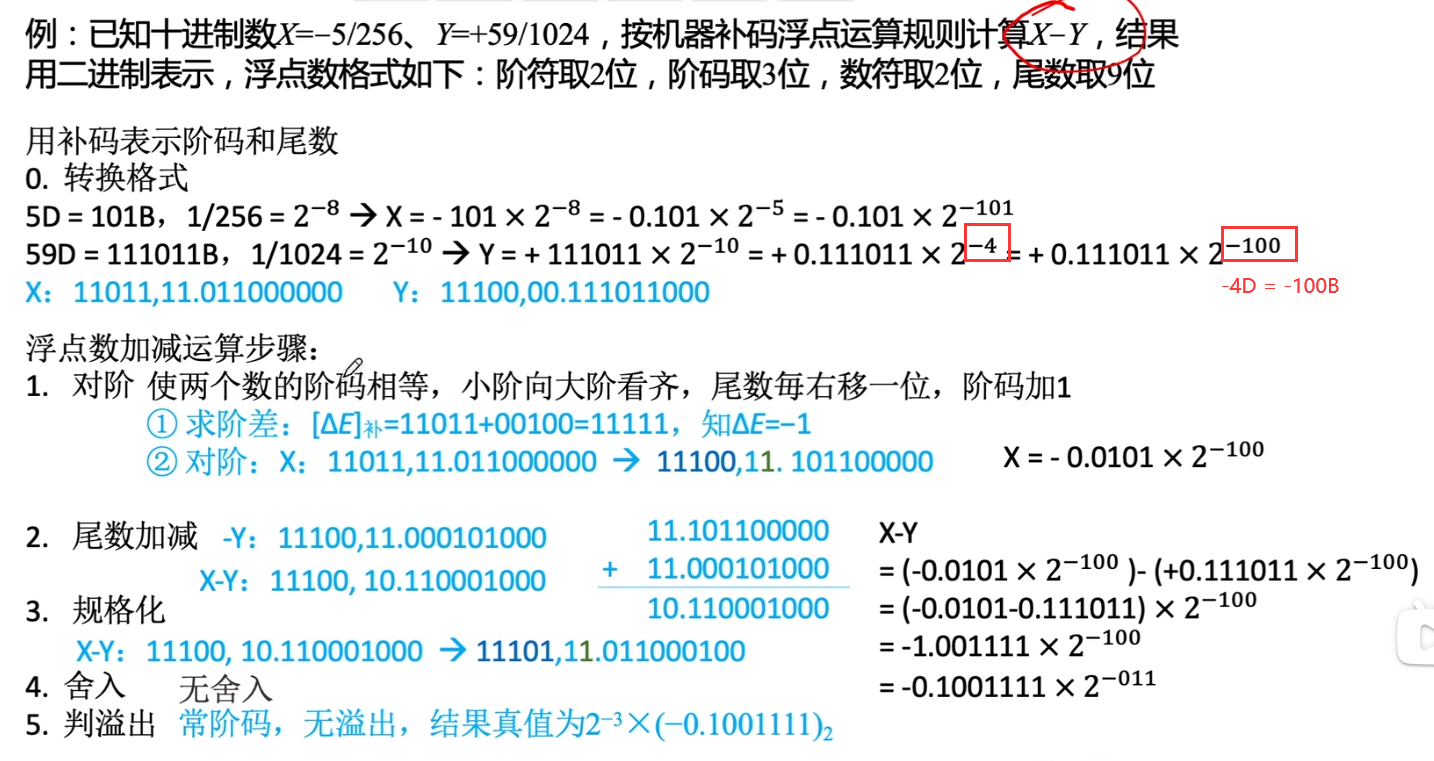 例：已知十进制数X=−5/256、Y=+59/1024，按机器补码浮点运算规则计算X−Y，结果
用二进制表示，浮点数格式如下：阶符取2位，阶码取3位，数符取2位，尾数取9位
用补码表示阶码和尾数
0. 转换格式
5D = 101B，1/256 = 2⁻⁸ → X = - 101 × 2⁻⁸ = - 0.101 × 2⁻⁵ = - 0.101 × 2⁻¹⁰¹
59D = 111011B，1/1024 = 2⁻¹⁰ → Y = + 111011 × 2⁻¹⁰ = + 0.111011 × 2⁻⁴ = + 0.111011 × 2⁻¹⁰⁰
-4D = -100B
X：11011,11.011000000 Y：11100,00.111011000
浮点数加减运算步骤：
1. 对阶 使两个数的阶码相等，小阶向大阶看齐，尾数每右移一位，阶码加1
① 求阶差：[ΔE]补=11011+00100=11111，知ΔE=−1
② 对阶：X：11011,11.011000000 → 11100,11. 101100000 X = - 0.0101 × 2⁻¹⁰⁰
2. 尾数加减 -Y：11100,11.000101000
X-Y：11100, 10.110001000
11.101100000
+ 11.000101000
10.110001000
X-Y
= (-0.0101 × 2⁻¹⁰⁰ )- (+0.111011 × 2⁻¹⁰⁰)
= (-0.0101-0.111011) × 2⁻¹⁰⁰
= -1.001111 × 2⁻¹⁰⁰
= -0.1001111 × 2⁻⁰¹¹
3. 规格化
X-Y：11100, 10.110001000 → 11101,11.011000100
4. 舍入 无舍入
5. 判溢出 常阶码，无溢出，结果真值为2⁻³×(−0.1001111)₂